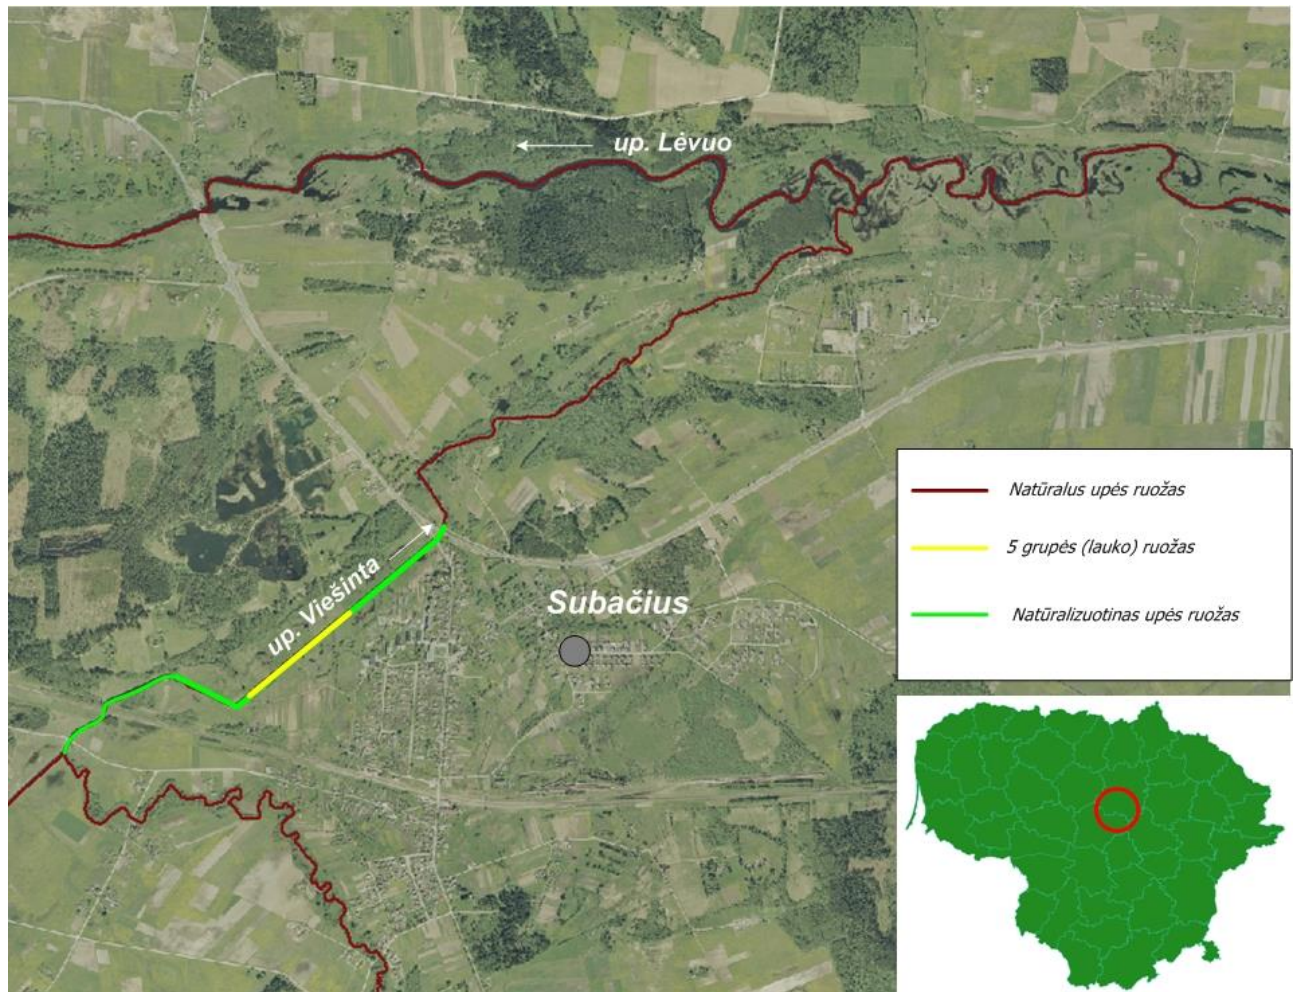 up. Lėvuo
Natūralus upės ruožas
5 grupės (lauko) ruožas
up. Viešinta
Subačius
Natūralizuotinas upės ruožas